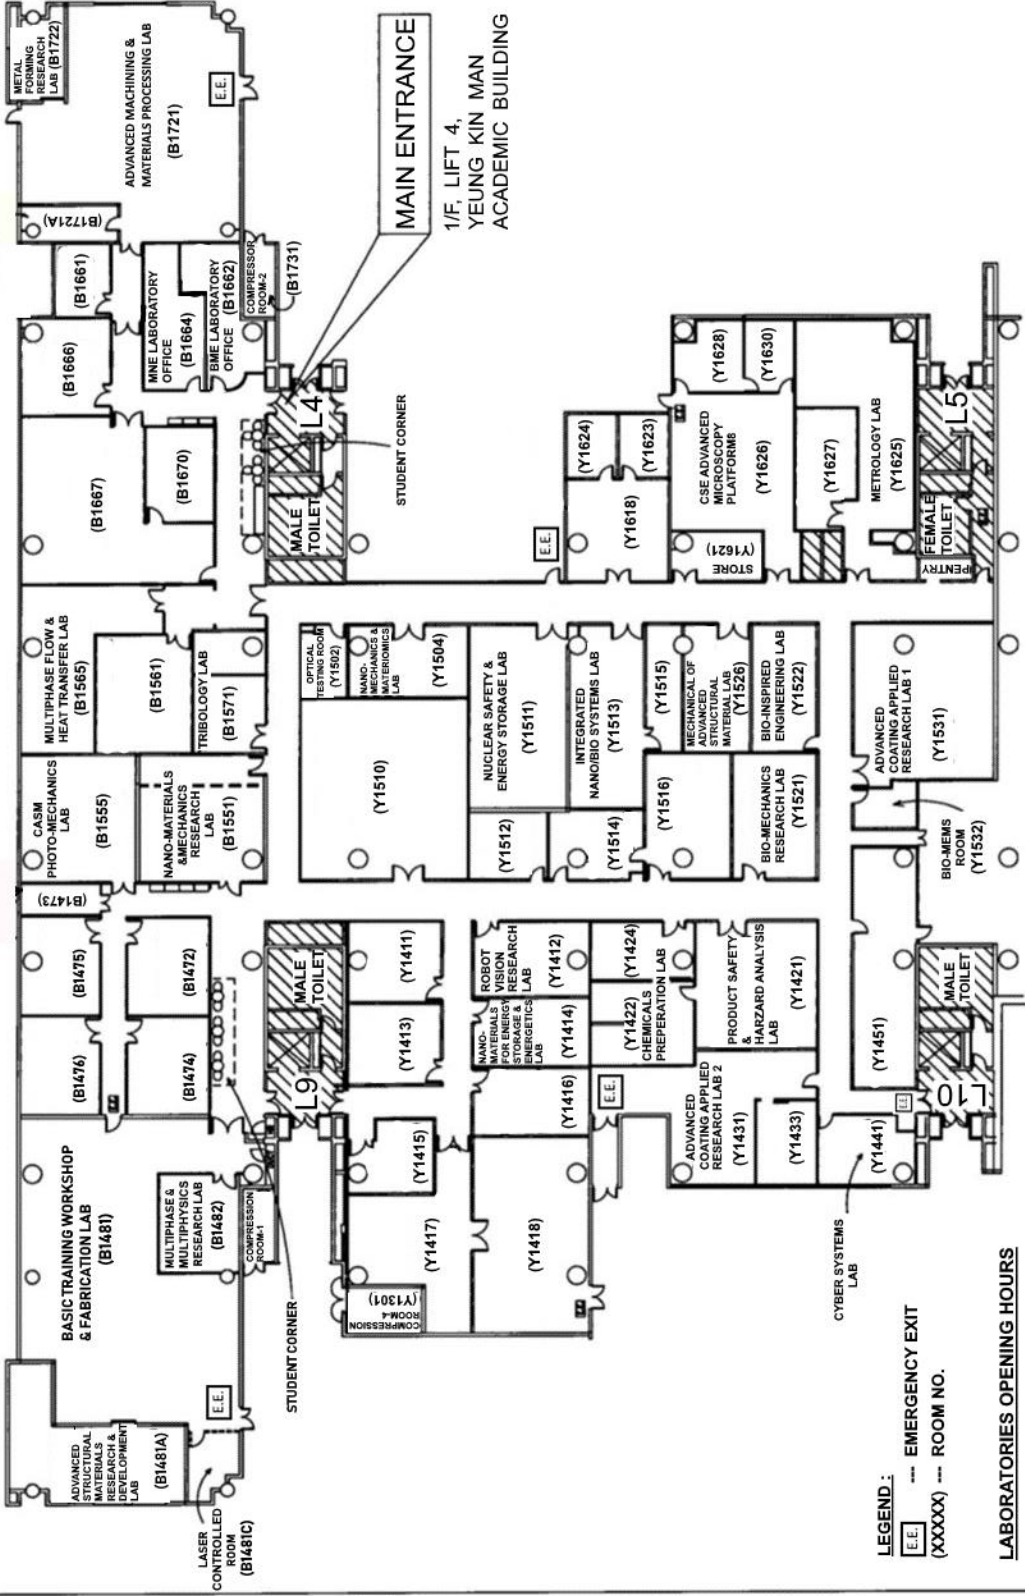 BASIC TRAINING WORKSHOP
& FABRICATION LAB
(B1481)
ADVANCED
STRUCTURAL
MATERIALS
RESEARCH &
DEVELOPMENT
LAB
(B1481A)
LASER
CONTROLLED
ROOM
(B1481C)
E.E.
MULTIPHASE &
MULTIPHYSICS
RESEARCH LAB
(B1482)
COMPRESSION
ROOM-1
STUDENT CORNER
(B1476)
(B1475)
(B1474)
(B1472)
(B1473)
CASM
PHOTO-MECHANICS
LAB
(B1555)
NANO-MATERIALS
&MECHANICS
RESEARCH
LAB
(B1551)
MULTIPHASE FLOW &
HEAT TRANSFER LAB
(B1565)
(B1561)
TRIBOLOGY LAB
(B1571)
(B1667)
(B1670)
(B1666)
(B1661)
MNE LABORATORY
OFFICE
(B1664)
BME LABORATORY
OFFICE
(B1662)
COMPRESSOR
ROOM-2
(B1731)
(B1721A)
ADVANCED MACHINING &
MATERIALS PROCESSING LAB
(B1721)
METAL
FORMING
RESEARCH
LAB (B1722)
E.E.
L9
MALE
TOILET
MALE
TOILET
L4
STUDENT CORNER
MAIN ENTRANCE
1/F, LIFT 4,
YEUNG KIN MAN
ACADEMIC BUILDING
COMPRESSION
ROOM-4
(Y1301)
(Y1417)
(Y1415)
(Y1418)
(Y1413)
(Y1411)
(Y1416)
NANO-
MATERIALS
FOR ENERGY
STORAGE &
ENERGETICS
LAB
(Y1414)
ROBOT
VISION
RESEARCH
LAB
(Y1412)
E.E.
(Y1422)
(Y1424)
CHEMICALS
PREPERATION LAB
ADVANCED
COATING APPLIED
RESEARCH LAB 2
(Y1431)
(Y1433)
PRODUCT SAFETY
& HARZARD ANALYSIS
LAB
(Y1421)
(Y1441)
CYBER SYSTEMS
LAB
E.E.
(Y1451)
L10
MALE
TOILET
(Y1510)
OPTICAL
TESTING ROOM
(Y1502)
NANO-
MECHANICS &
MATERIOMICS
LAB
(Y1504)
NUCLEAR SAFETY &
ENERGY STORAGE LAB
(Y1511)
(Y1512)
INTEGRATED
NANO/BIO SYSTEMS LAB
(Y1513)
(Y1514)
(Y1515)
(Y1516)
MECHANICAL OF
ADVANCED
STRUCTURAL
MATERIAL LAB
(Y1526)
BIO-INSPIRED
ENGINEERING LAB
(Y1522)
BIO-MECHANICS
RESEARCH LAB
(Y1521)
ADVANCED
COATING APPLIED
RESEARCH LAB 1
(Y1531)
BIO-MEMS
ROOM
(Y1532)
E.E.
(Y1618)
(Y1624)
(Y1623)
STORE
(Y1621)
CSE ADVANCED
MICROSCOPY
PLATFORM8
(Y1626)
(Y1628)
(Y1630)
(Y1627)
METROLOGY LAB
(Y1625)
FEMALE
TOILET
PENTRY
L5
LEGEND :
E.E. --- EMERGENCY EXIT
(XXXXX) --- ROOM NO.
LABORATORIES OPENING HOURS